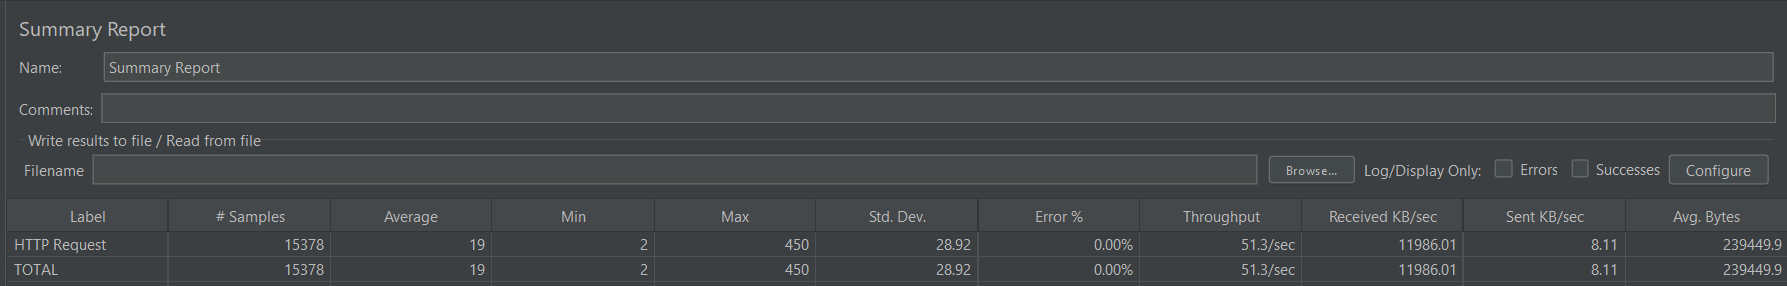 Summary Report
Name: Summary Report
Comments:
Write results to file / Read from file
Filename Browse... Log/Display Only: Errors Successes Configure
Label # Samples Average Min Max Std. Dev. Error % Throughput Received KB/sec Sent KB/sec Avg. Bytes
HTTP Request 15378 19 2 450 28.92 0.00% 51.3/sec 11986.01 8.11 239449.9
TOTAL 15378 19 2 450 28.92 0.00% 51.3/sec 11986.01 8.11 239449.9